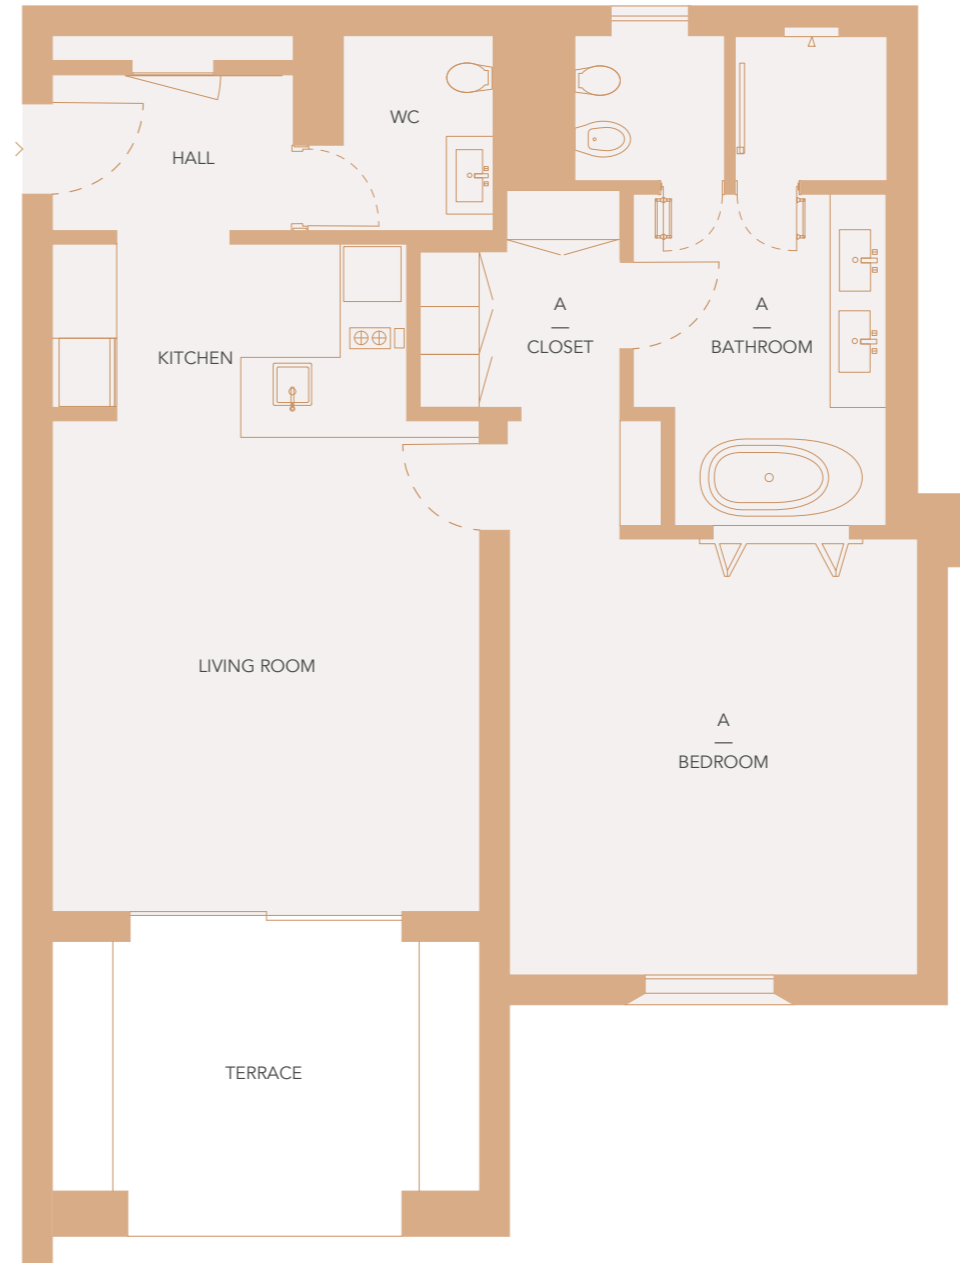 WC
HALL
A
CLOSET
A
BATHROOM
KITCHEN
LIVING ROOM
A
BEDROOM
TERRACE